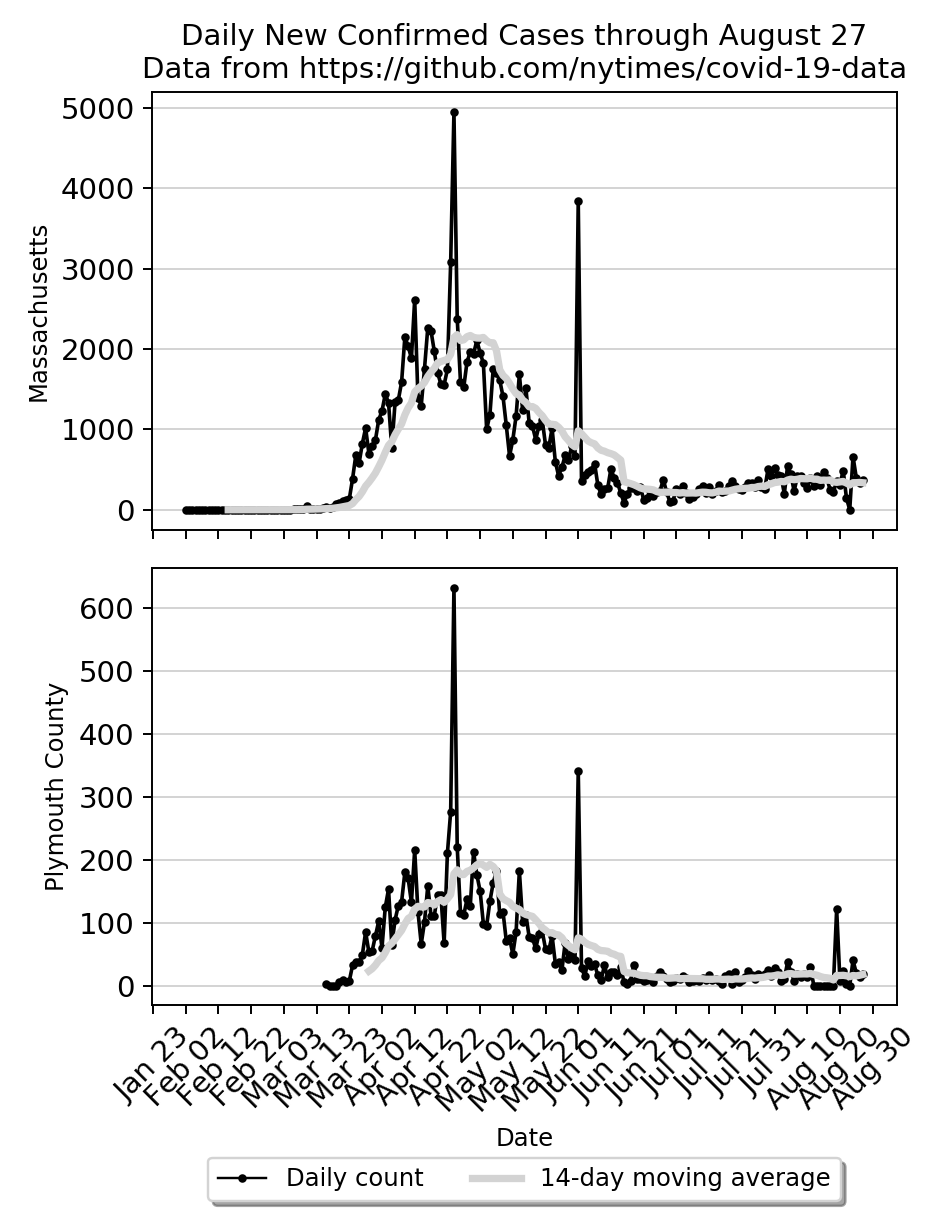 Daily New Confirmed Cases through August 27
Data from https://github.com/nytimes/covid-19-data
5000
4000
3000
2000
1000
0
Massachusetts
600
500
400
300
200
100
0
Plymouth County
Jan 23
Feb 02
Feb 12
Feb 22
Mar 03
Mar 13
Mar 23
Apr 02
Apr 12
Apr 22
May 02
May 12
May 22
Jun 01
Jun 11
Jun 21
Jul 01
Jul 11
Jul 21
Jul 31
Aug 10
Aug 20
Aug 30
Date
Daily count
14-day moving average